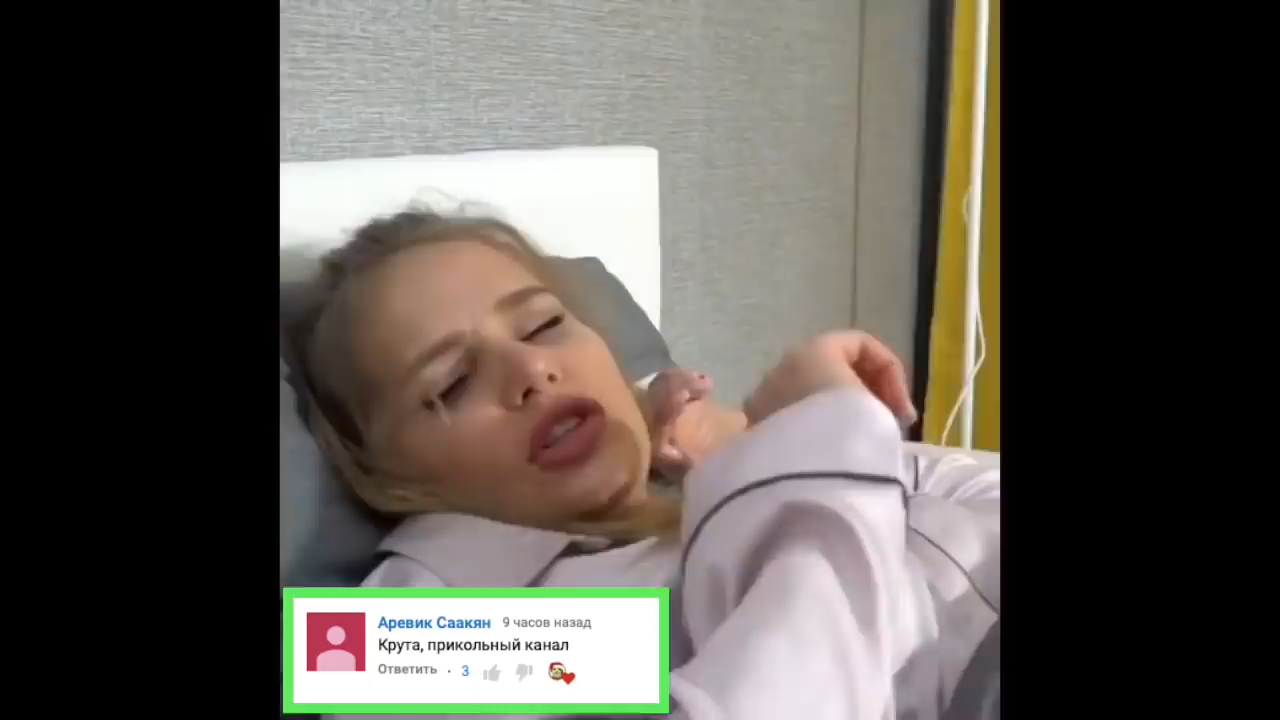 Аревик Саакян 9 часов назад
Крута, прикольный канал
Ответить · 3